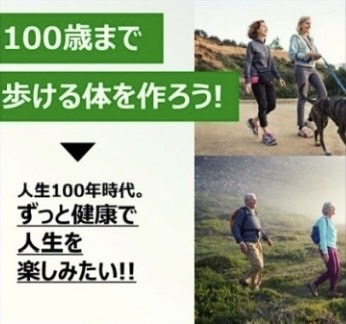 100歳まで
歩ける体を作ろう!
人生100年時代。
ずっと健康で
人生を
楽しみたい!!